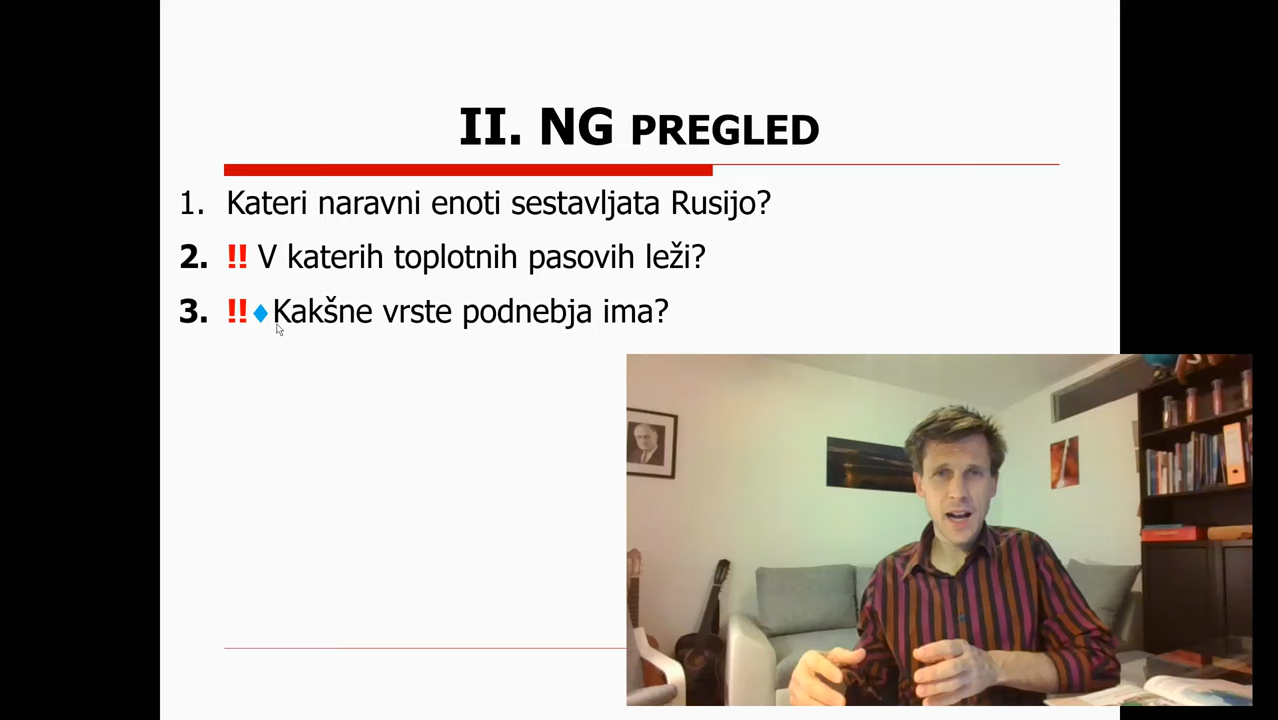 II. NG PREGLED
1. Kateri naravni enoti sestavljata Rusijo?
2. !! V katerih toplotnih pasovih leži?
3. !!♦Kakšne vrste podnebja ima?